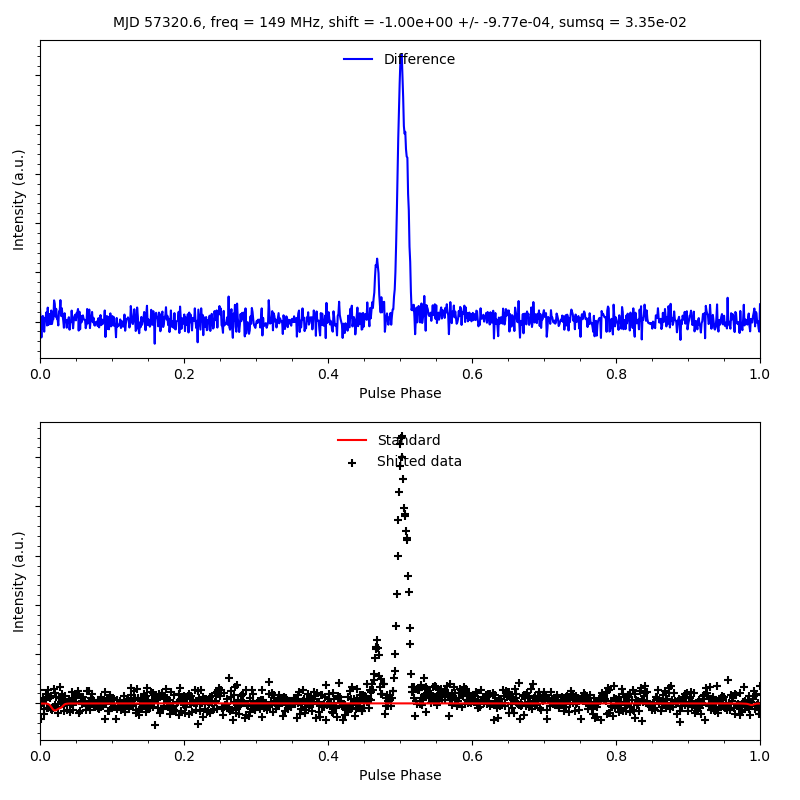 MJD 57320.6, freq = 149 MHz, shift = -1.00e+00 +/- -9.77e-04, sumsq = 3.35e-02
Difference
Intensity (a.u.)
0.0 0.2 0.4 0.6 0.8 1.0
Pulse Phase
Standard
Shifted data
Intensity (a.u.)
0.0 0.2 0.4 0.6 0.8 1.0
Pulse Phase